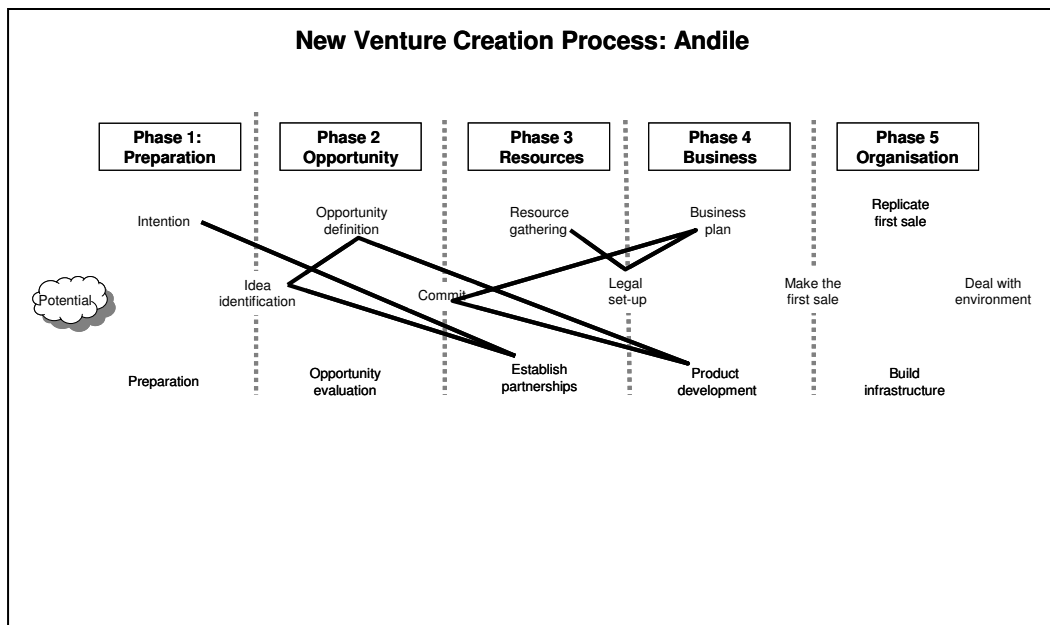 New Venture Creation Process: Andile
Phase 1:
Preparation
Phase 2
Opportunity
Phase 3
Resources
Phase 4
Business
Phase 5
Organisation
Intention
Opportunity
definition
Resource
gathering
Business
plan
Replicate
first sale
Potential
Idea
identification
Commit
Legal
set-up
Make the
first sale
Deal with
environment
Preparation
Opportunity
evaluation
Establish
partnerships
Product
development
Build
infrastructure